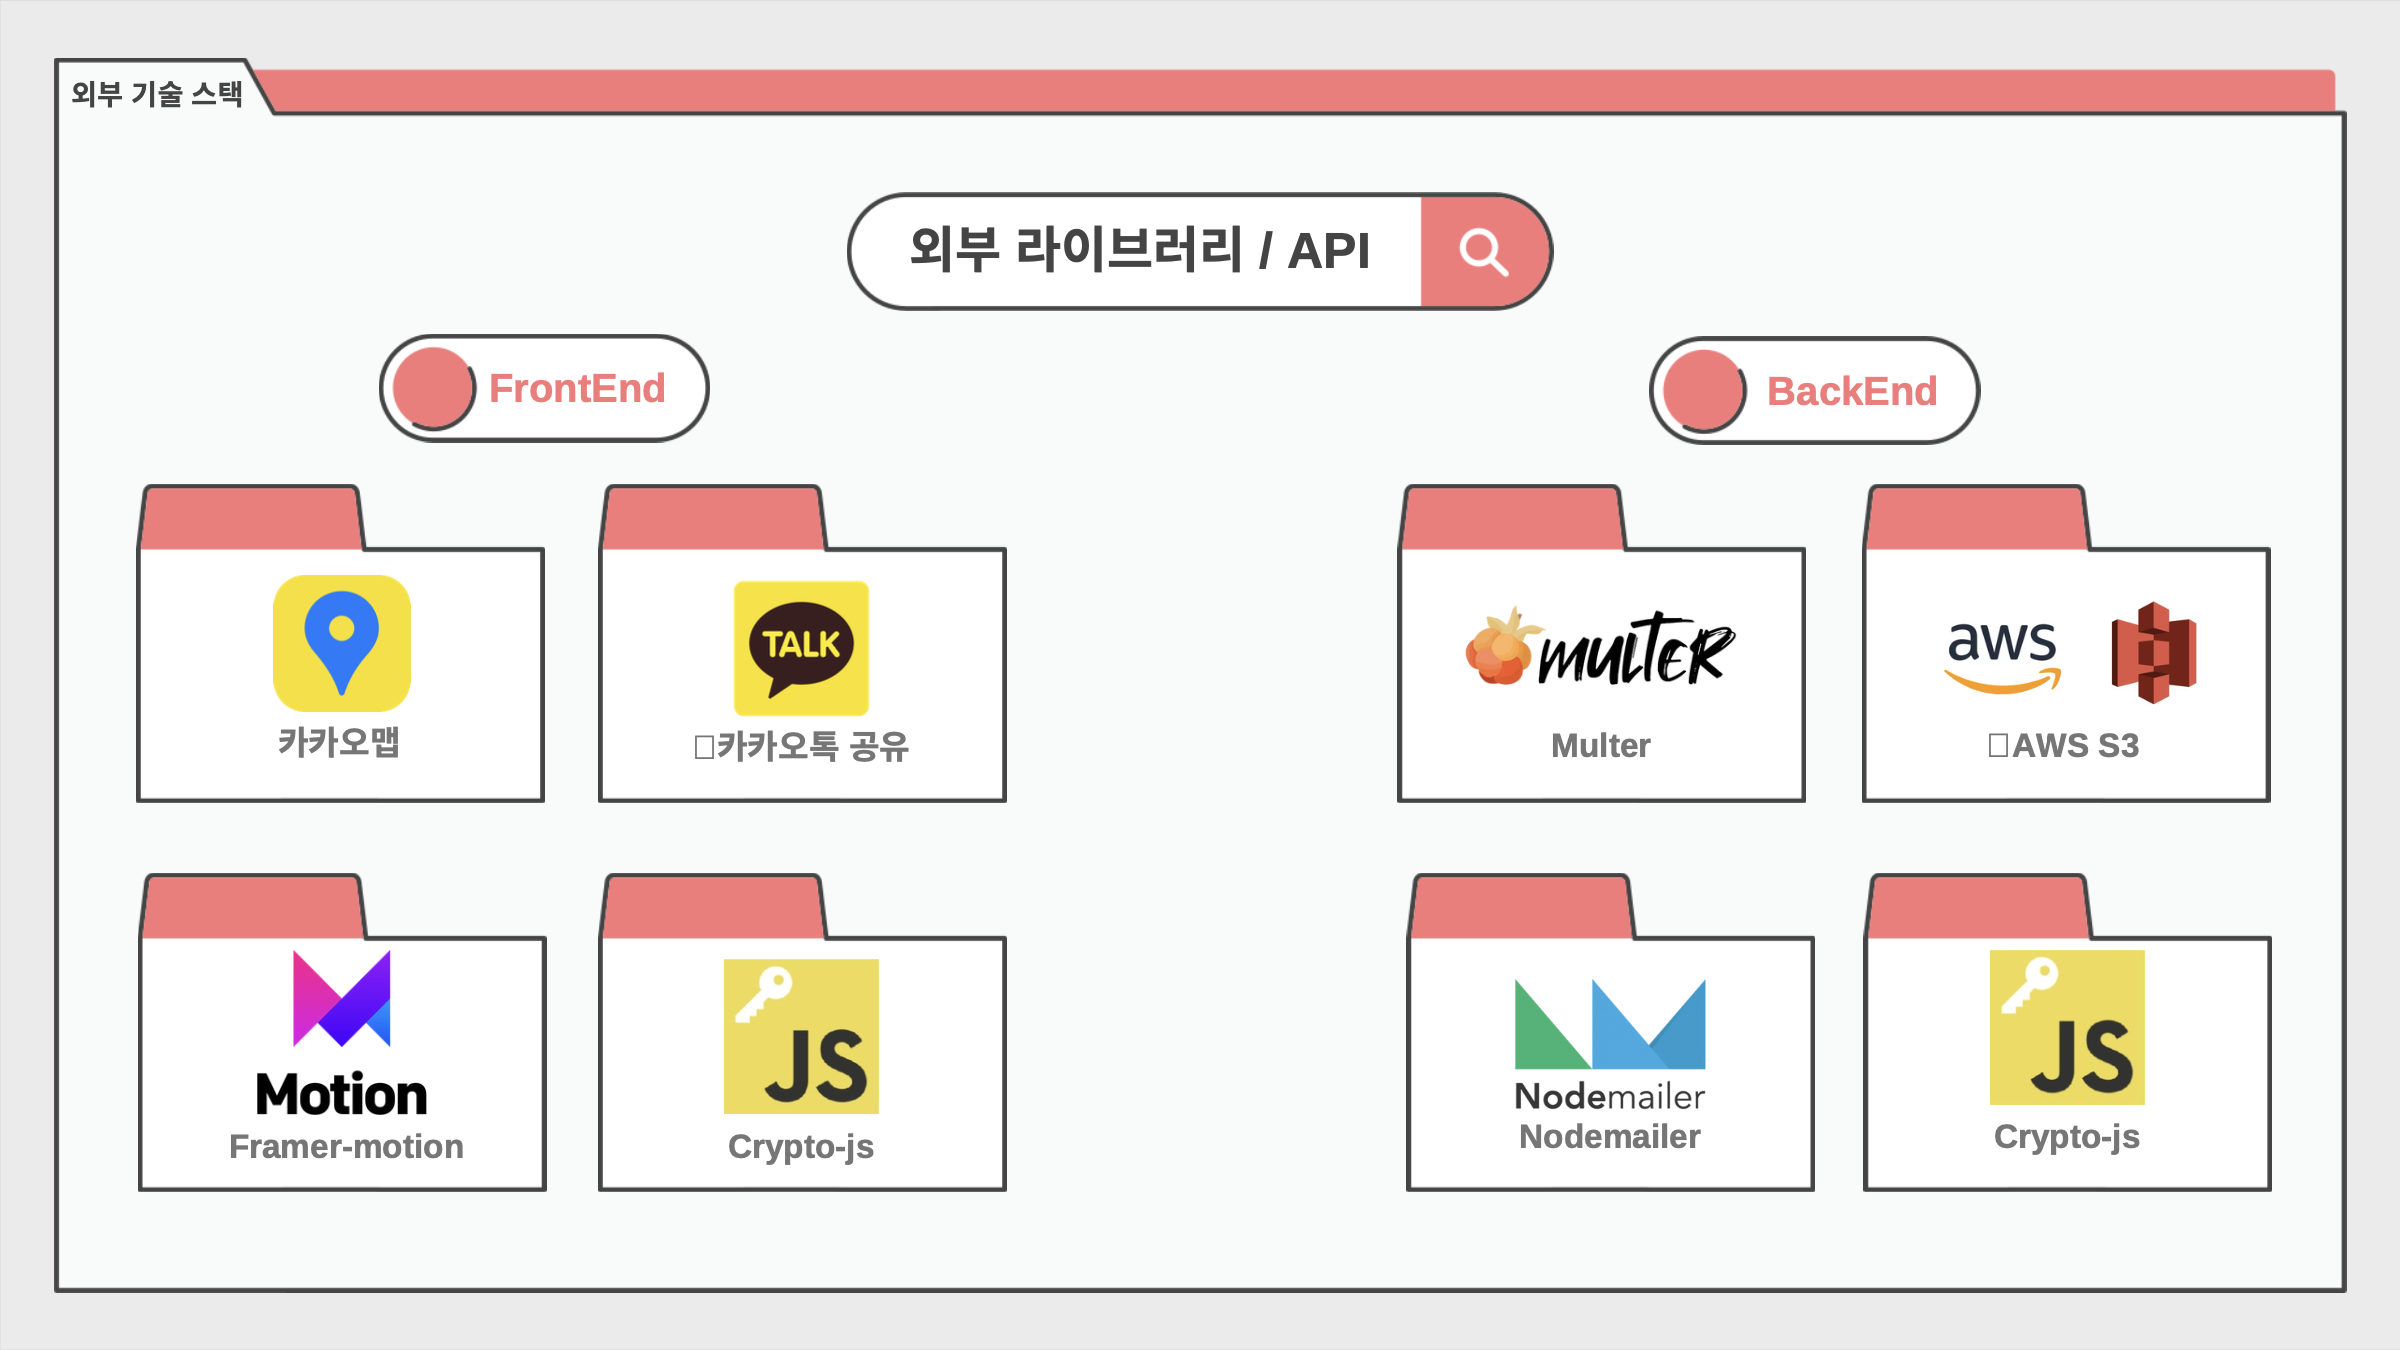 외부 기술 스택
외부 라이브러리 / API
FrontEnd
BackEnd
TALK
카카오맵
카카오톡 공유
MULTER
Multer
aws
AWS S3
Motion
Framer-motion
JS
Crypto-js
Nodemailer
Nodemailer
JS
Crypto-js